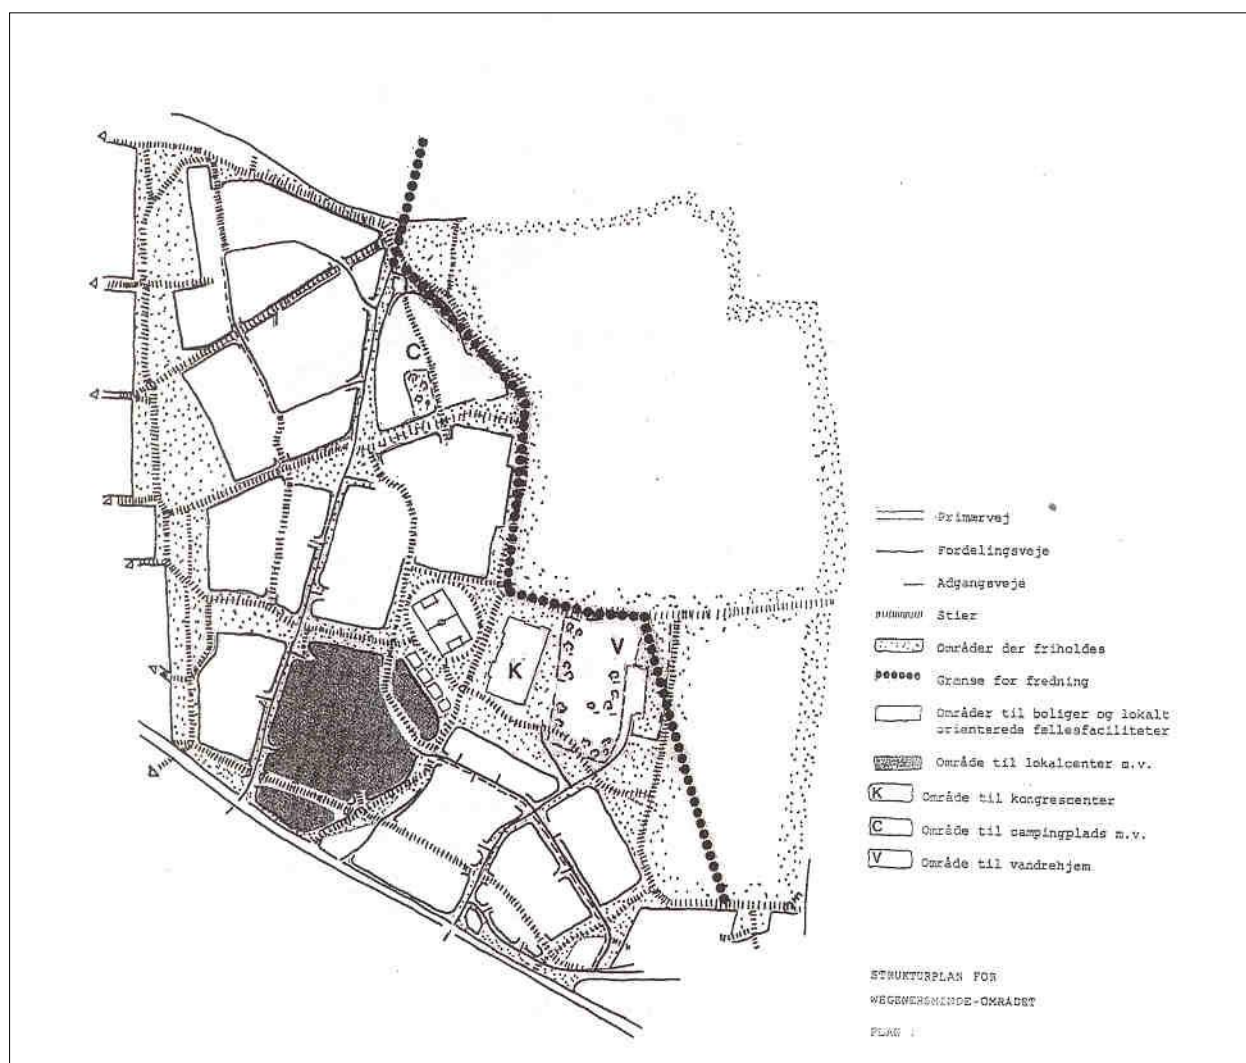 C
K
V
Primærvej
Fordelingsveje
Adgangsveje
Stier
Områder der friholdes
Grænse for fredning
Områder til boliger og lokalt
orienterede fællesfaciliteter
Område til lokalcenter m.v.
K Område til kongrescenter
C Område til campingplads m.v.
V Område til vandrehjem
STRUKTURPLAN FOR
WEGENERSMINDE-OMRÅDET
PLAN